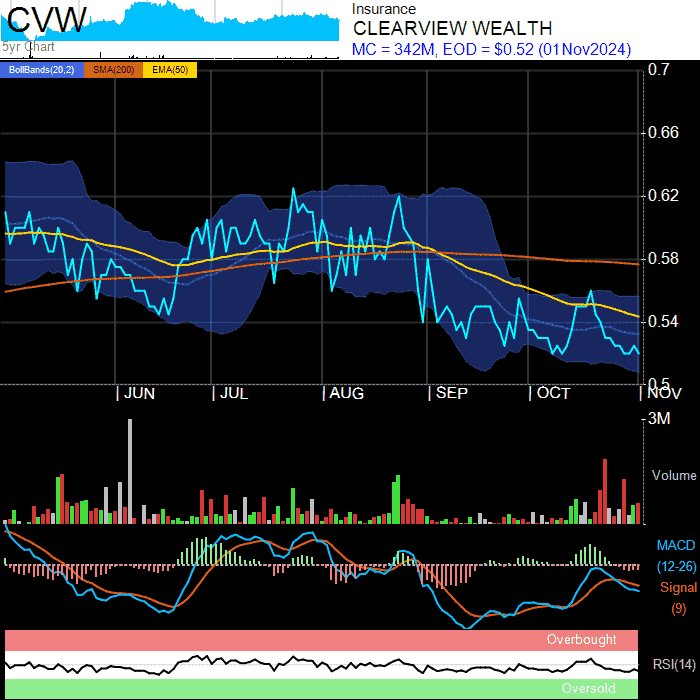 CVW
5yr Chart
Insurance
CLEARVIEW WEALTH
MC = 342M, EOD = $0.52 (01Nov2024)
BollBands(20,2) SMA(200) EMA(50)
0.7
0.66
0.62
0.58
0.54
0.5
JUN JUL AUG SEP OCT NOV
3M
Volume
MACD
(12-26)
Signal
(9)
Overbought
RSI(14)
Oversold